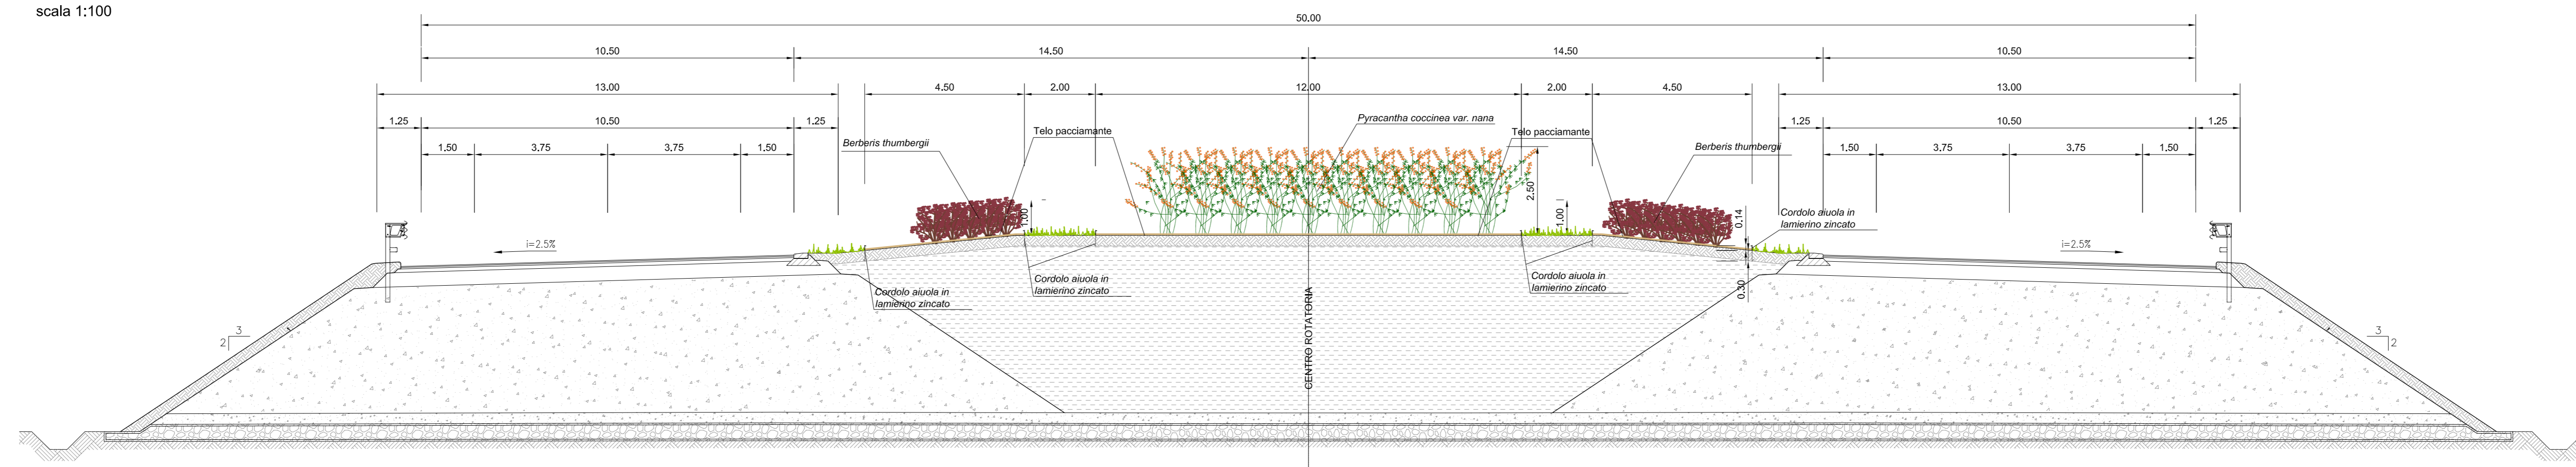 scala 1:100
50.00
10.50 14.50 14.50 10.50
13.00 4.50 2.00 12.00 2.00 4.50 13.00
1.25 10.50 1.25 1.25 10.50 1.25
1.50 3.75 3.75 1.50 1.50 3.75 3.75 1.50
Pyracantha coccinea var. nana
Telo pacciamante
Telo pacciamante
Berberis thumbergii
Berberis thumbergii
2.50
1.00
1.00
0.14
Cordolo aiuola in
lamierino zincato
i=2.5%
i=2.5%
Cordolo aiuola in
lamierino zincato
Cordolo aiuola in
lamierino zincato
Cordolo aiuola in
lamierino zincato
0.30
CENTRO ROTATORIA
3
2
3
2